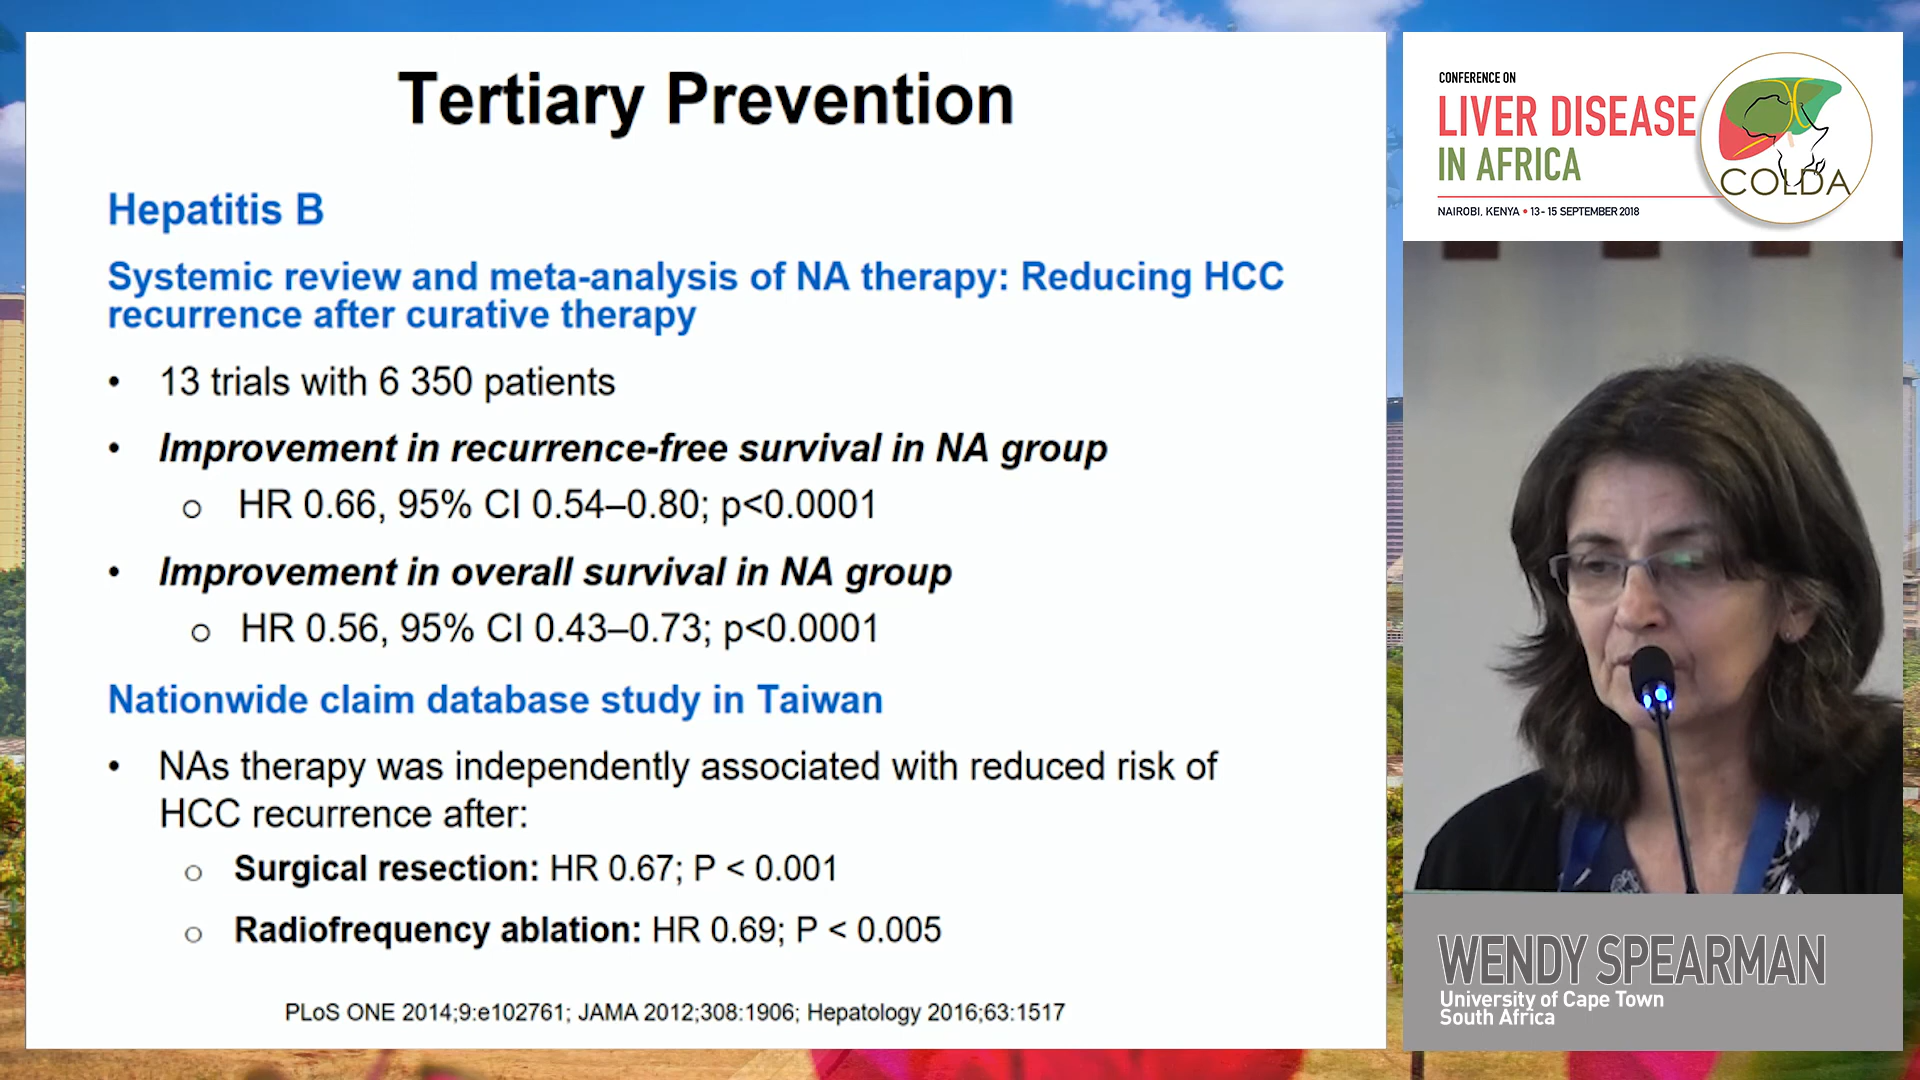 Tertiary Prevention
Hepatitis B
Systemic review and meta-analysis of NA therapy: Reducing HCC
recurrence after curative therapy
• 13 trials with 6 350 patients
• Improvement in recurrence-free survival in NA group
o HR 0.66, 95% CI 0.54–0.80; p<0.0001
• Improvement in overall survival in NA group
o HR 0.56, 95% CI 0.43–0.73; p<0.0001
Nationwide claim database study in Taiwan
• NAs therapy was independently associated with reduced risk of
HCC recurrence after:
o Surgical resection: HR 0.67; P < 0.001
o Radiofrequency ablation: HR 0.69; P < 0.005
PLoS ONE 2014;9:e102761; JAMA 2012;308:1906; Hepatology 2016;63:1517
CONFERENCE ON
LIVER DISEASE
IN AFRICA
COLDA
NAIROBI, KENYA • 13 - 15 SEPTEMBER 2018
WENDY SPEARMAN
University of Cape Town
South Africa